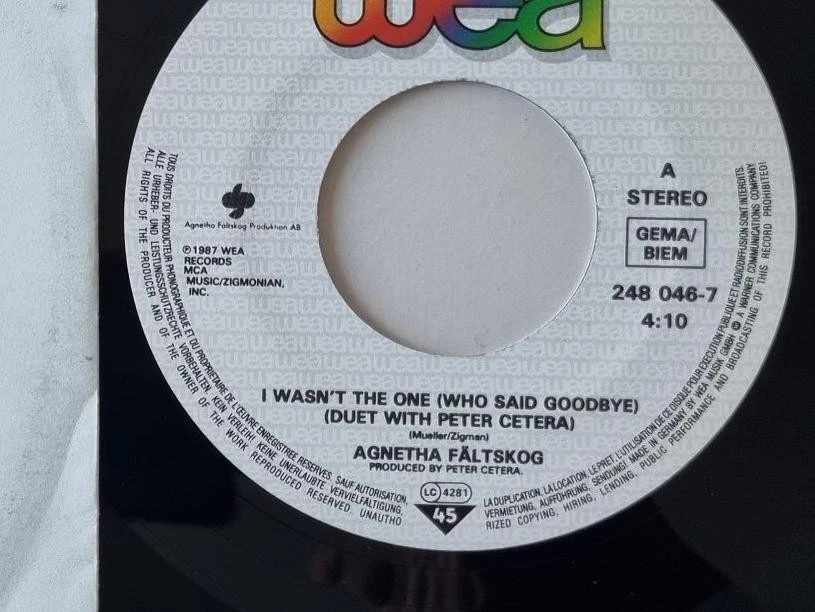 wea
Agnetha Fältskog Produktion AB
℗ 1987 WEA
RECORDS
MCA
MUSIC/ZIGMONIAN,
INC.
A
STEREO
GEMA/
BIEM
248 046-7
4:10
I WASN'T THE ONE (WHO SAID GOODBYE)
(DUET WITH PETER CETERA)
(Mueller/Zigman)
AGNETHA FÄLTSKOG
PRODUCED BY PETER CETERA.
LC 4281
45
TOUS DROITS DU PRODUCTEUR PHONOGRAPHIQUE ET DU PROPRIETAIRE DE L'ŒUVRE ENREGISTREE RESERVES. SAUF AUTORISATION, LA DUPLICATION, LA LOCATION, LE PRET, L'UTILISATION DE CE DISQUE POUR EXECUTION PUBLIQUE ET RADIODIFFUSION SONT INTERDITS.
ALLE URHEBER- UND LEISTUNGSSCHUTZRECHTE VORBEHALTEN. KEIN VERLEIH! KEINE UNERLAUBTE VERVIELFÄLTIGUNG, VERMIETUNG, AUFFÜHRUNG, SENDUNG! MADE IN GERMANY BY WEA MUSIK GMBH A WARNER COMMUNICATIONS COMPANY
ALL RIGHTS OF THE PRODUCER AND OF THE OWNER OF THE WORK REPRODUCED RESERVED. UNAUTHORIZED COPYING, HIRING, LENDING, PUBLIC PERFORMANCE AND BROADCASTING OF THIS RECORD PROHIBITED!